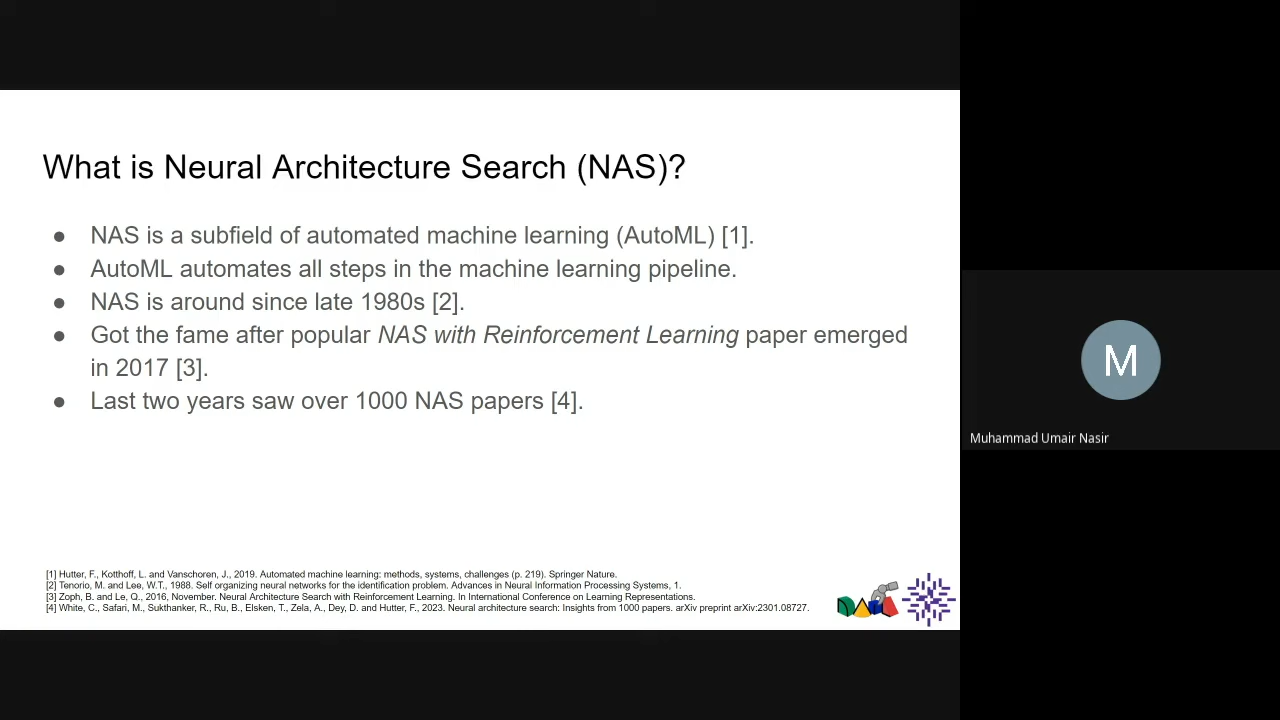 What is Neural Architecture Search (NAS)?
● NAS is a subfield of automated machine learning (AutoML) [1].
● AutoML automates all steps in the machine learning pipeline.
● NAS is around since late 1980s [2].
● Got the fame after popular NAS with Reinforcement Learning paper emerged
in 2017 [3].
● Last two years saw over 1000 NAS papers [4].
M
Muhammad Umair Nasir
[1] Hutter, F., Kotthoff, L. and Vanschoren, J., 2019. Automated machine learning: methods, systems, challenges (p. 219). Springer Nature.
[2] Tenorio, M. and Lee, W.T., 1988. Self organizing neural networks for the identification problem. Advances in Neural Information Processing Systems, 1.
[3] Zoph, B. and Le, Q., 2016, November. Neural Architecture Search with Reinforcement Learning. In International Conference on Learning Representations.
[4] White, C., Safari, M., Sukthanker, R., Ru, B., Elsken, T., Zela, A., Dey, D. and Hutter, F., 2023. Neural architecture search: Insights from 1000 papers. arXiv preprint arXiv:2301.08727.